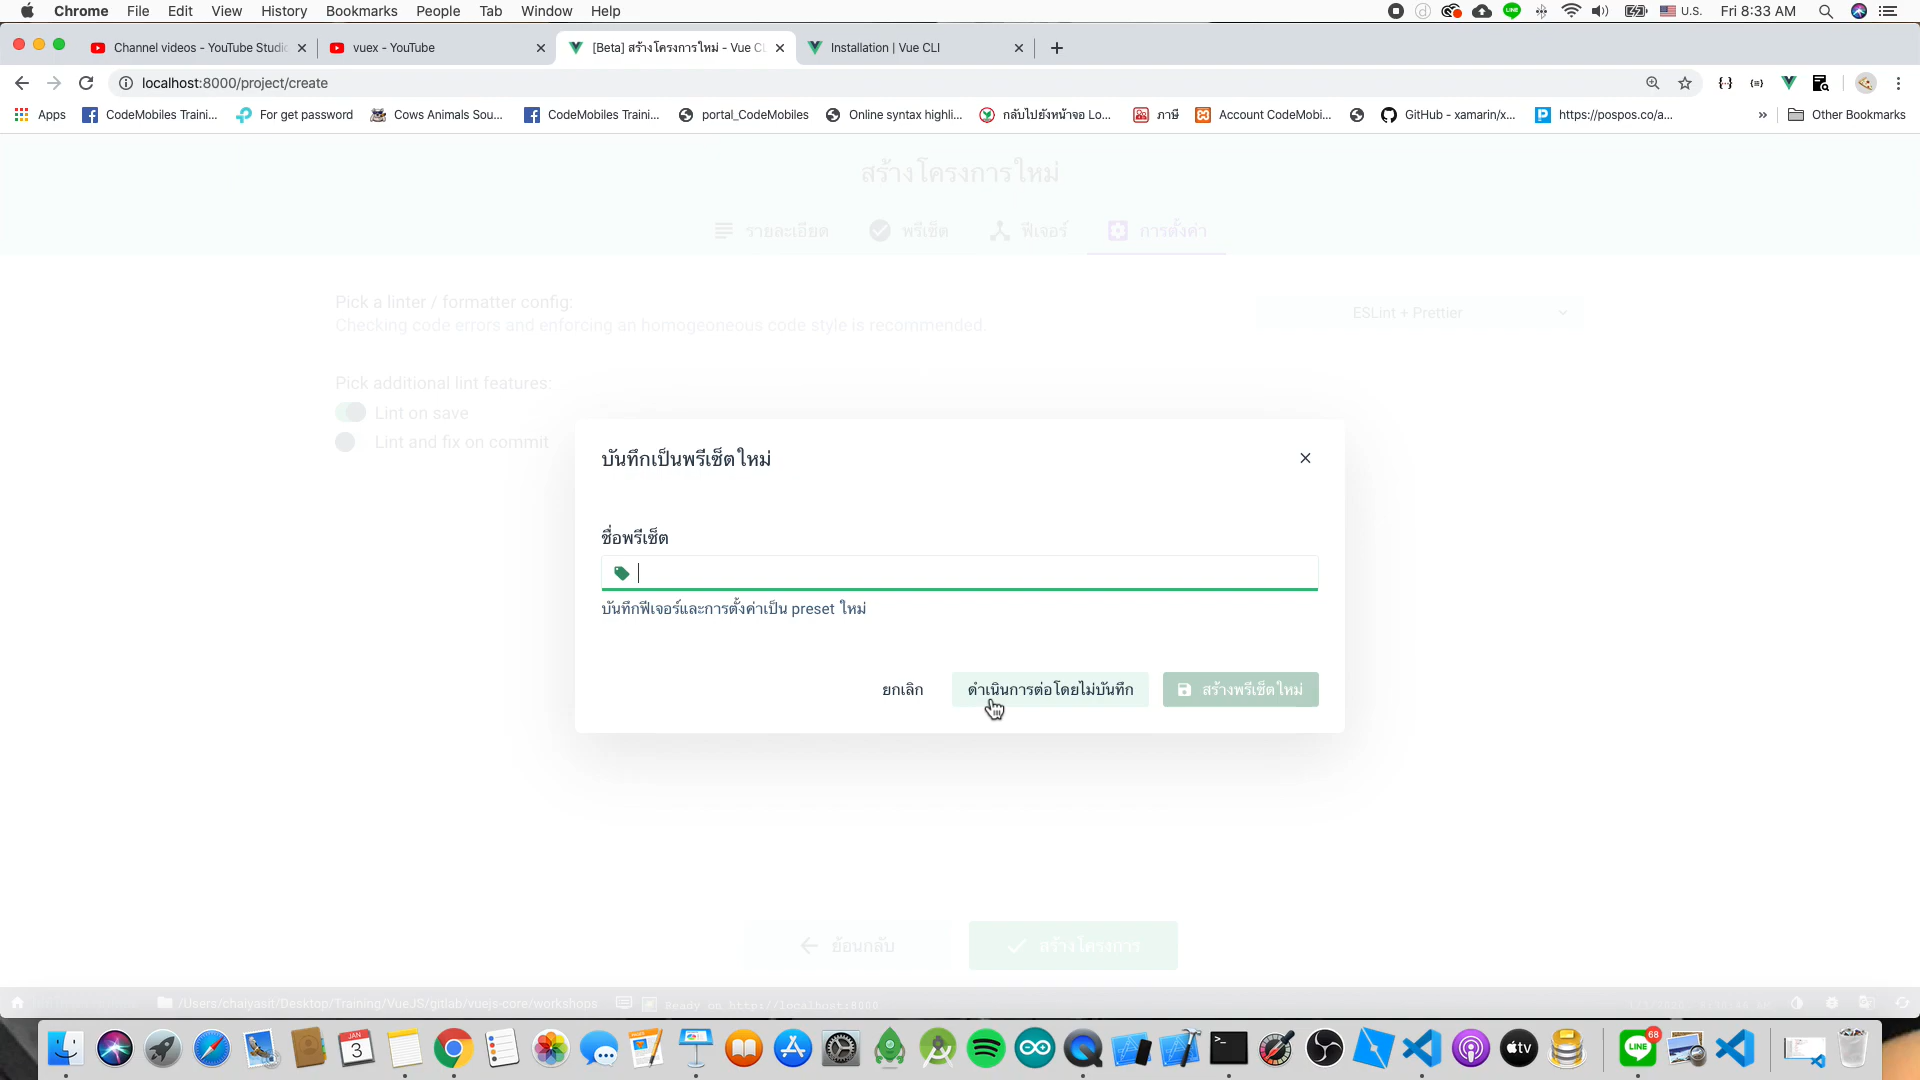 Chrome File Edit View History Bookmarks People Tab Window Help U.S. Fri 8:33 AM
Channel videos - YouTube Studio vuex - YouTube [Beta] สร้างโครงการใหม่ - Vue C Installation | Vue CLI
localhost:8000/project/create
Apps CodeMobiles Traini... For get password Cows Animals Sou... CodeMobiles Traini... portal_CodeMobiles Online syntax highli... กลับไปยังหน้าจอ Lo... ภาษี Account CodeMobi... GitHub - xamarin/x... https://pospos.co/a... » Other Bookmarks
สร้างโครงการใหม่
รายละเอียด พรีเซ็ต ฟีเจอร์ การตั้งค่า
Pick a linter / formatter config:
Checking code errors and enforcing an homogeoneous code style is recommended.
ESLint + Prettier
Pick additional lint features:
Lint on save
Lint and fix on commit
บันทึกเป็นพรีเซ็ตใหม่
ชื่อพรีเซ็ต
บันทึกฟีเจอร์และการตั้งค่าเป็น preset ใหม่
ยกเลิก ดำเนินการต่อโดยไม่บันทึก สร้างพรีเซ็ตใหม่
ย้อนกลับ สร้างโครงการ
/Users/chaiyasit/Desktop/Training/VueJS/gitlab/vuejs-core/workshops Ready on http://localhost:8000
JAN
3
68
tv